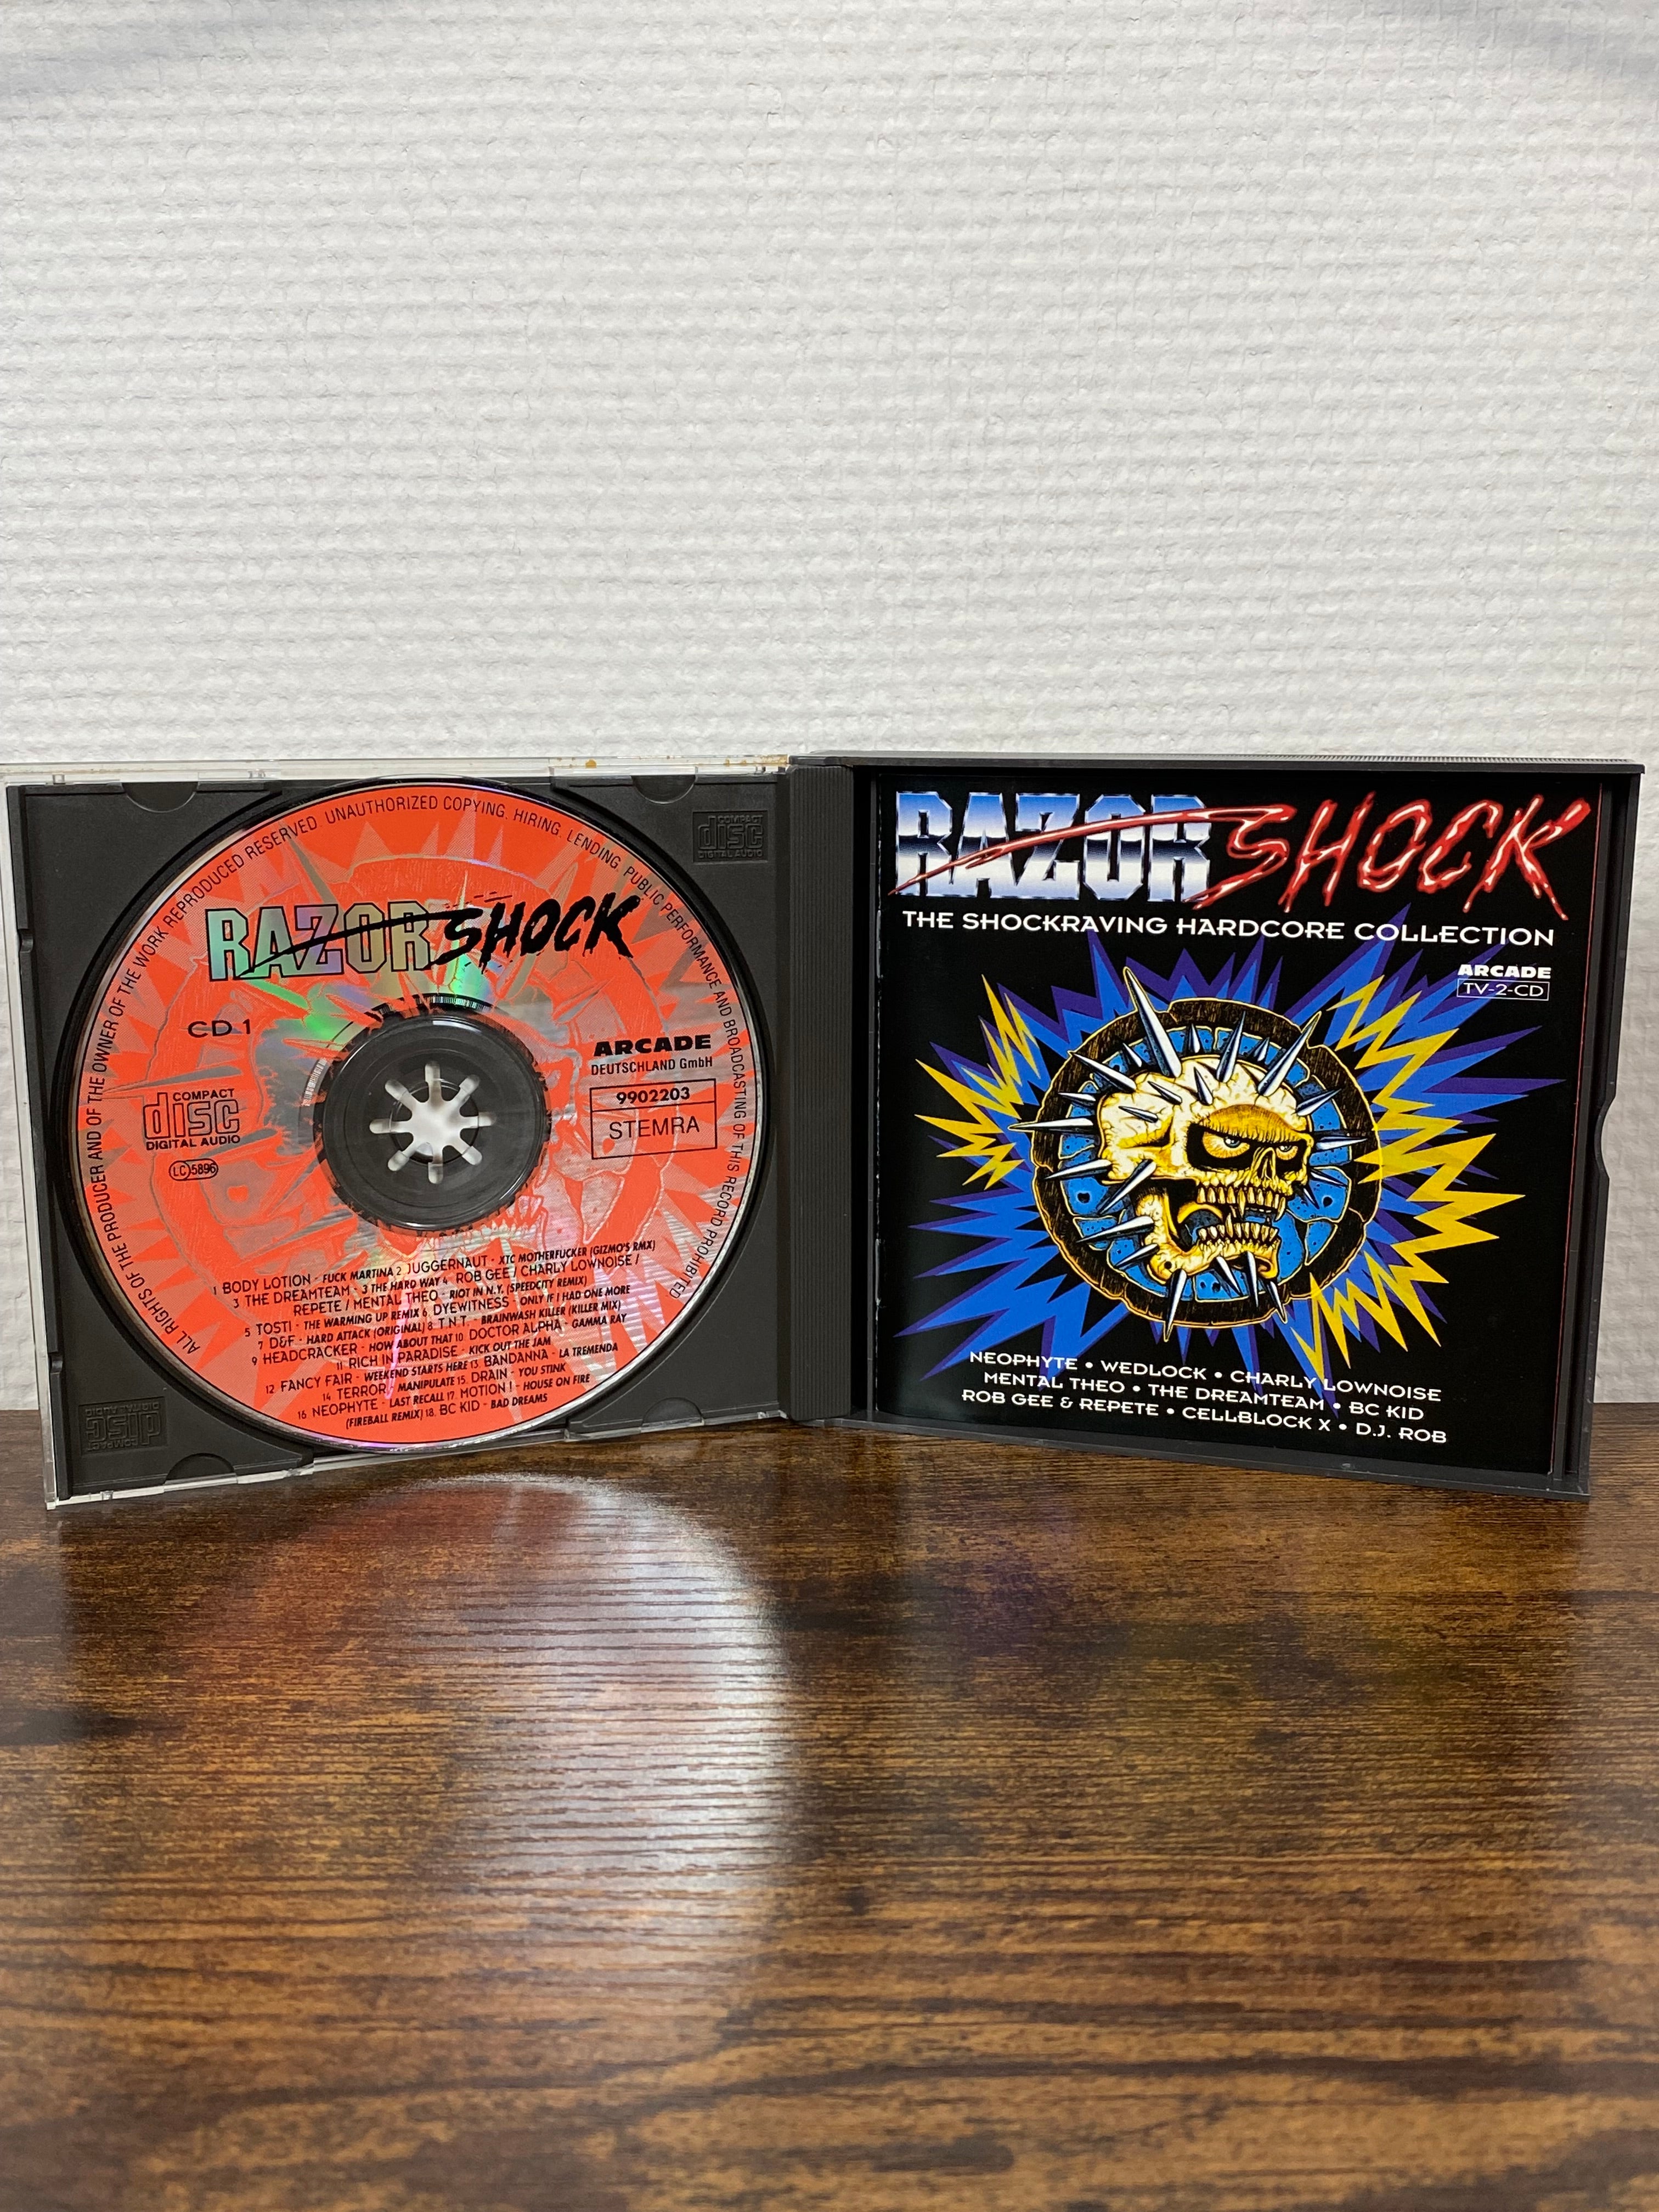 ALL RIGHTS OF THE PRODUCER AND OF THE OWNER OF THE WORK REPRODUCED RESERVED UNAUTHORIZED COPYING. HIRING. LENDING. PUBLIC PERFORMANCE AND BROADCASTING OF THIS RECORD PROHIBITED
RAZOR SHOCK
CD 1
COMPACT
disc
DIGITAL AUDIO
LC 5896
ARCADE
DEUTSCHLAND GmbH
9902203
STEMRA
1 BODY LOTION - FUCK MARTINA 2 JUGGERNAUT - XTC MOTHERFUCKER (GIZMO'S RMX)
3 THE DREAMTEAM - 3 THE HARD WAY 4. ROB GEE / CHARLY LOWNOISE /
REPETE / MENTAL THEO - RIOT IN N.Y. (SPEEDCITY REMIX)
5 TOSTI - THE WARMING UP REMIX 6. DYEWITNESS - ONLY IF I HAD ONE MORE
7 D&F - HARD ATTACK (ORIGINAL) 8. T.N.T. - BRAINWASH KILLER (KILLER MIX)
9 HEADCRACKER - HOW ABOUT THAT 10. DOCTOR ALPHA - GAMMA RAY
11 RICH IN PARADISE - KICK OUT THE JAM
12 FANCY FAIR - WEEKEND STARTS HERE 13. BANDANNA - LA TREMENDA
14 TERROR - MANIPULATE 15. DRAIN - YOU STINK
16 NEOPHYTE - LAST RECALL 17. MOTION ! - HOUSE ON FIRE
(FIREBALL REMIX) 18. BC KID - BAD DREAMS
COMPACT
disc
DIGITAL AUDIO
COMPACT
disc
DIGITAL AUDIO
RAZOR SHOCK
THE SHOCKRAVING HARDCORE COLLECTION
ARCADE
TV-2-CD
NEOPHYTE • WEDLOCK • CHARLY LOWNOISE
MENTAL THEO • THE DREAMTEAM • BC KID
ROB GEE & REPETE • CELLBLOCK X • D.J. ROB